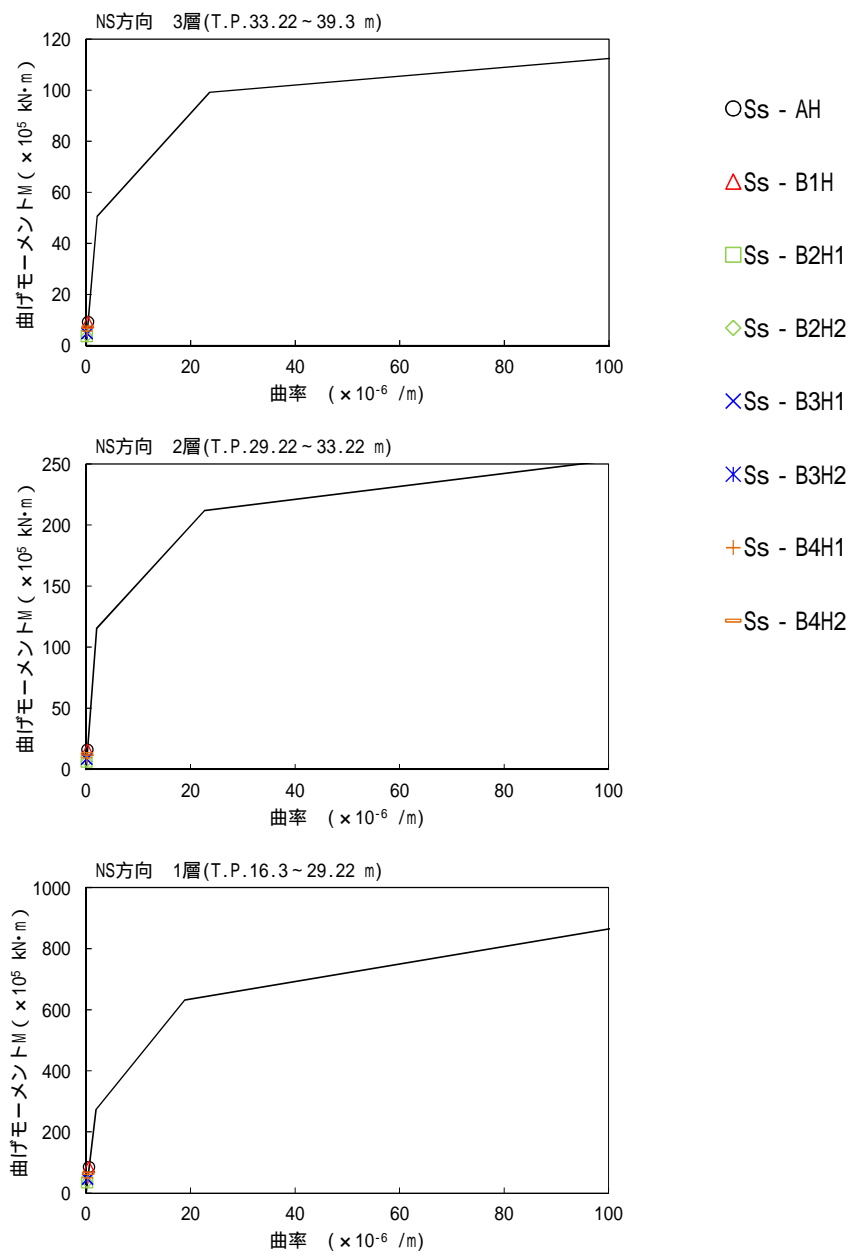 NS方向 3層(T.P.33.22~39.3 m)
120
100
80
60
40
20
0
曲げモーメントM(×10⁵ kN・m)
0 20 40 60 80 100
曲率 (×10⁻⁶ /m)
NS方向 2層(T.P.29.22~33.22 m)
250
200
150
100
50
0
曲げモーメントM(×10⁵ kN・m)
0 20 40 60 80 100
曲率 (×10⁻⁶ /m)
NS方向 1層(T.P.16.3~29.22 m)
1000
800
600
400
200
0
曲げモーメントM(×10⁵ kN・m)
0 20 40 60 80 100
曲率 (×10⁻⁶ /m)
Ss - AH
Ss - B1H
Ss - B2H1
Ss - B2H2
Ss - B3H1
Ss - B3H2
Ss - B4H1
Ss - B4H2